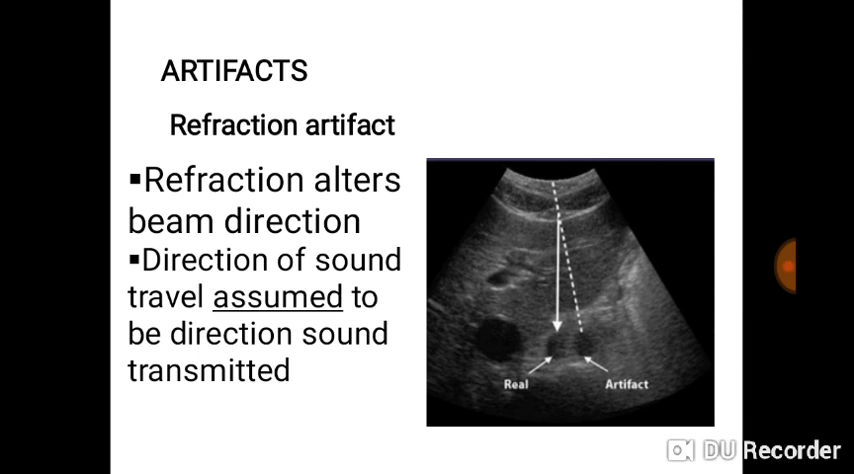 ARTIFACTS
Refraction artifact
▪Refraction alters
beam direction
▪Direction of sound
travel assumed to
be direction sound
transmitted
Real
Artifact
DU Recorder